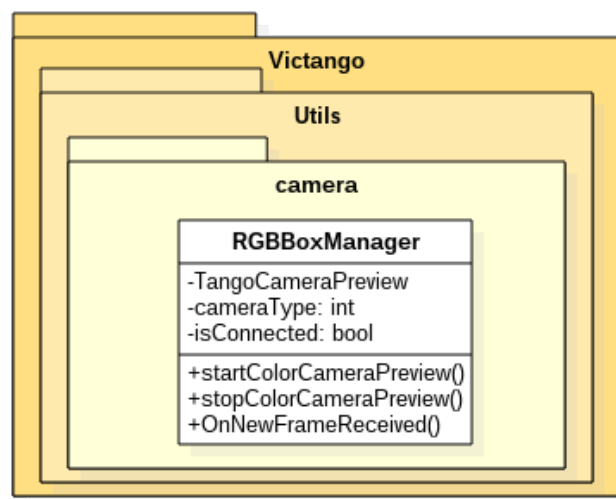 Victango
Utils
camera
RGBBoxManager
-TangoCameraPreview
-cameraType: int
-isConnected: bool
+startColorCameraPreview()
+stopColorCameraPreview()
+OnNewFrameReceived()